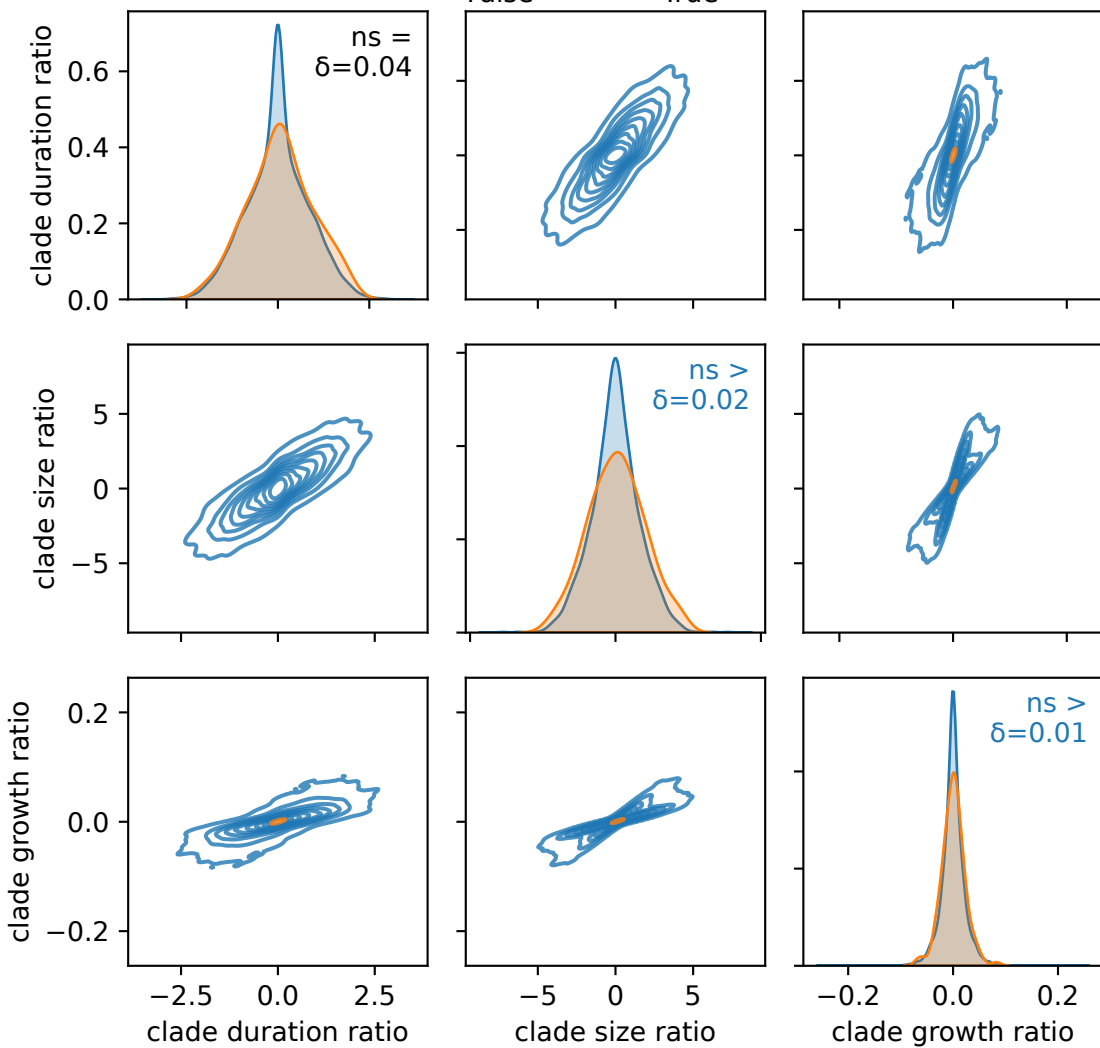 clade duration ratio
0.6
0.4
0.2
0.0
ns =
δ=0.04
clade size ratio
5
0
−5
ns >
δ=0.02
clade growth ratio
0.2
0.0
−0.2
ns >
δ=0.01
−2.5 0.0 2.5
−5 0 5
−0.2 0.0 0.2
clade duration ratio
clade size ratio
clade growth ratio